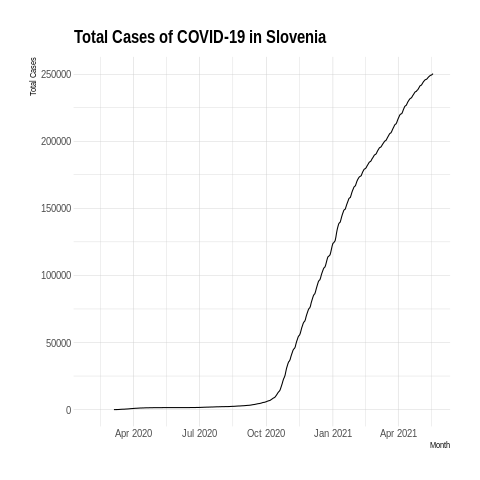 Total Cases of COVID-19 in Slovenia
Total Cases
250000
200000
150000
100000
50000
0
Apr 2020 Jul 2020 Oct 2020 Jan 2021 Apr 2021
Month